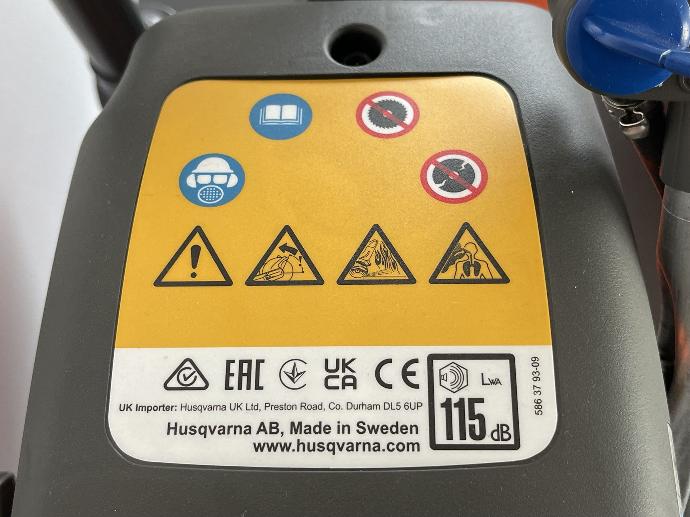 EAC UK CA CE
LWA
115 dB
UK Importer: Husqvarna UK Ltd, Preston Road, Co. Durham DL5 6UP
Husqvarna AB, Made in Sweden
www.husqvarna.com
586 37 93-09